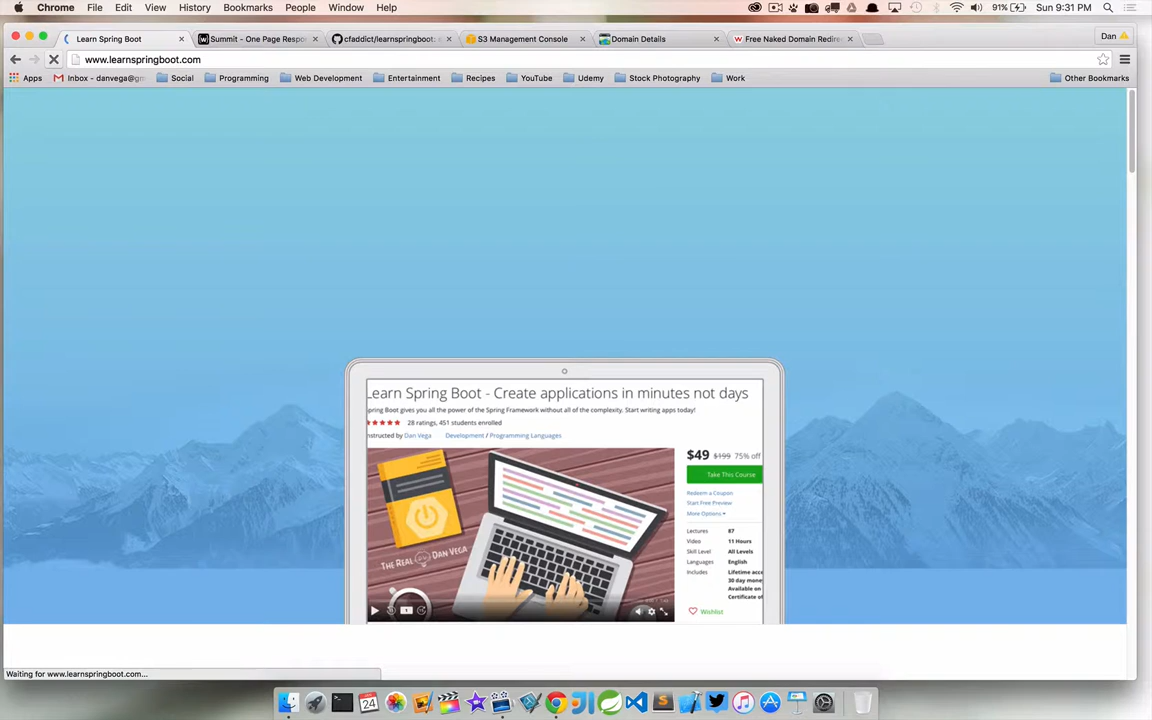 Chrome File Edit View History Bookmarks People Window Help 91% Sun 9:31 PM
Learn Spring Boot Summit - One Page Respo cfaddict/learnspringboot: S3 Management Console Domain Details Free Naked Domain Redire Dan
www.learnspringboot.com
Apps Inbox - danvega@gm Social Programming Web Development Entertainment Recipes YouTube Udemy Stock Photography Work Other Bookmarks
Learn Spring Boot - Create applications in minutes not days
pring Boot gives you all the power of the Spring Framework without all of the complexity. Start writing apps today!
28 ratings, 451 students enrolled
nstructed by Dan Vega Development / Programming Languages
$49 $199 75% off
Take This Course
Redeem a Coupon
Start Free Preview
More Options
Lectures 87
Video 11 Hours
Skill Level All Levels
Languages English
Includes Lifetime acc
30 day mone
Available on
Certificate of
Wishlist
THE REAL DAN VEGA
Waiting for www.learnspringboot.com...
24